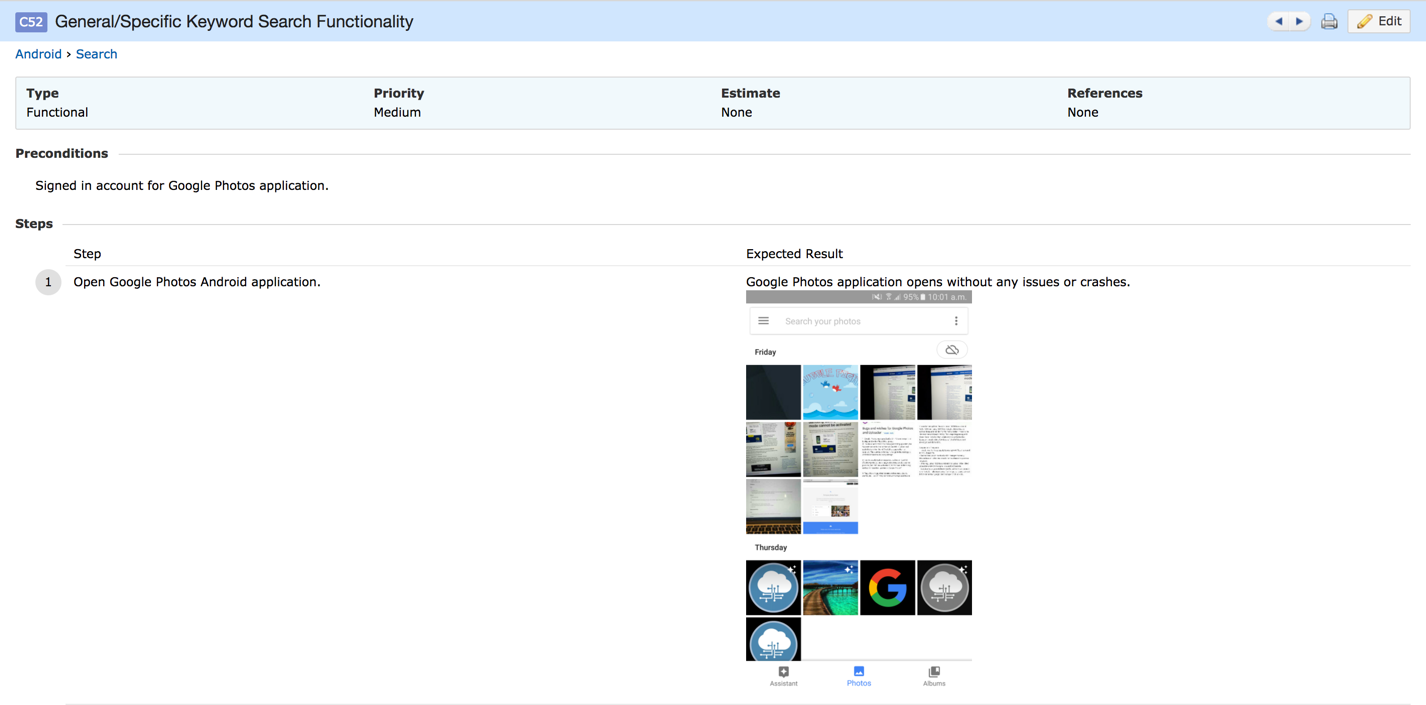 C52 General/Specific Keyword Search Functionality
Edit
Android › Search
Type Priority Estimate References
Functional Medium None None
Preconditions
Signed in account for Google Photos application.
Steps
Step Expected Result
1 Open Google Photos Android application. Google Photos application opens without any issues or crashes.
95% 10:01 a.m.
Search your photos
Friday
Thursday
Assistant Photos Albums